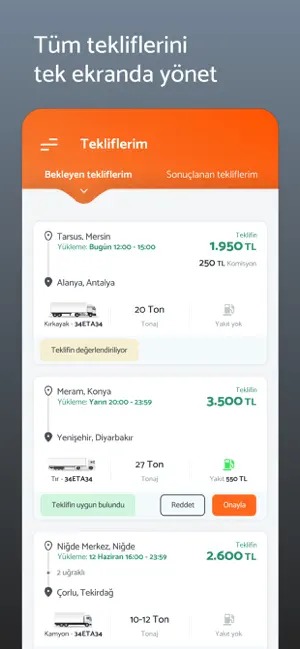 Tüm tekliflerini
tek ekranda yönet
Tekliflerim
Bekleyen tekliflerim Sonuçlanan tekliflerim
Tarsus, Mersin Teklifin
Yükleme: Bugün 12:00 - 15:00 1.950 TL
250 TL Komisyon
Alanya, Antalya
20 Ton
Kırkayak - 34ETA34 Tonaj Yakıt yok
Teklifin değerlendiriliyor
Meram, Konya Teklifin
Yükleme: Yarın 20:00 - 23:59 3.500 TL
Yenişehir, Diyarbakır
27 Ton
Tır - 34ETA34 Tonaj Yakıt 550 TL
Teklifin uygun bulundu Reddet Onayla
Niğde Merkez, Niğde Teklifin
Yükleme: 12 Haziran 16:00 - 23:59 2.600 TL
2 uğraklı
Çorlu, Tekirdağ
10-12 Ton
Kamyon - 34ETA34 Tonaj Yakıt yok